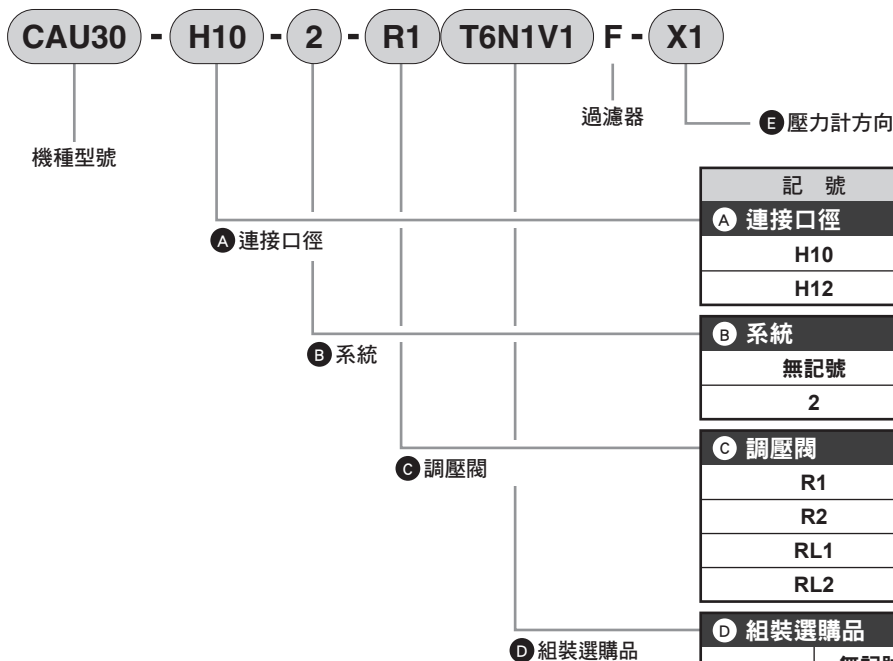 CAU30 - H10 - 2 - R1 T6N1V1 F - X1
過濾器
E 壓力計方向
機種型號
記 號
A 連接口徑
A 連接口徑
H10
H12
B 系統
B 系統
無記號
2
C 調壓閥
C 調壓閥
R1
R2
RL1
RL2
D 組裝選購品
D 組裝選購品